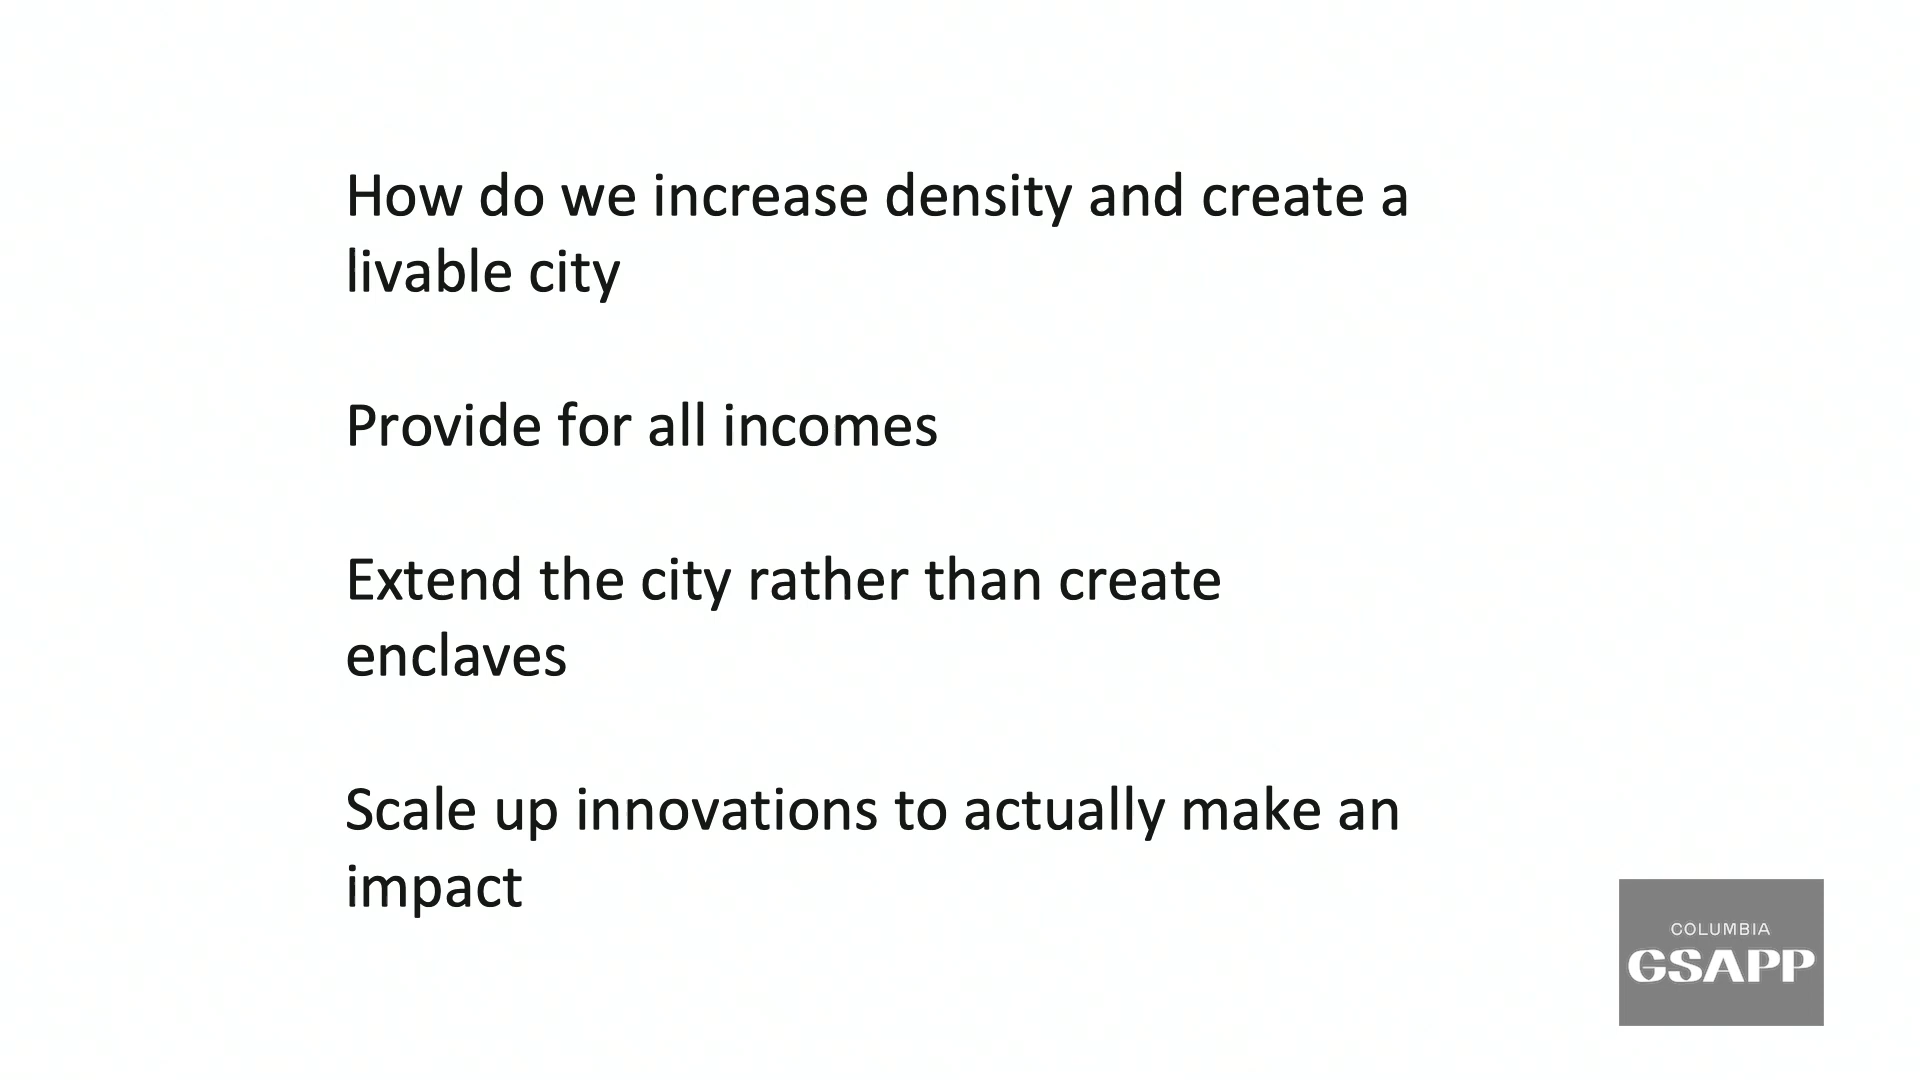 How do we increase density and create a
livable city
Provide for all incomes
Extend the city rather than create
enclaves
Scale up innovations to actually make an
impact
COLUMBIA
GSAPP